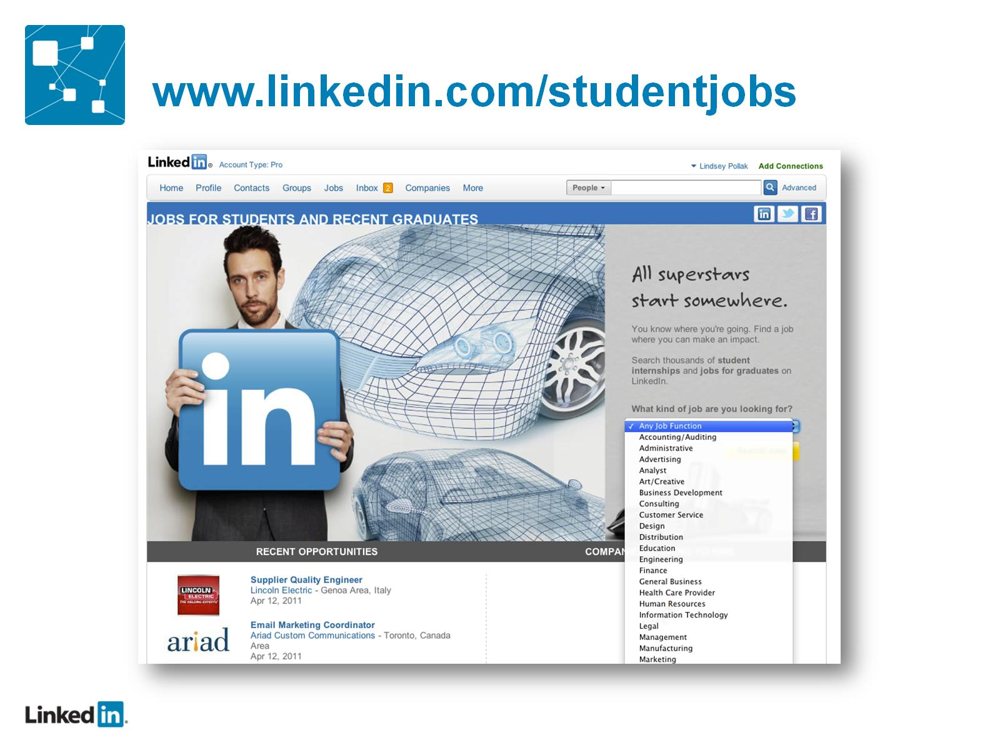 www.linkedin.com/studentjobs
Linked in® Account Type: Pro
Lindsey Pollak Add Connections
Home Profile Contacts Groups Jobs Inbox 2 Companies More
People Advanced
JOBS FOR STUDENTS AND RECENT GRADUATES
in f
All superstars
start somewhere.
You know where you're going. Find a job
where you can make an impact.
Search thousands of student
internships and jobs for graduates on
LinkedIn.
What kind of job are you looking for?
✓ Any Job Function
Accounting/Auditing
Administrative
Advertising
Analyst
Art/Creative
Business Development
Consulting
Customer Service
Design
Distribution
Education
Engineering
Finance
General Business
Health Care Provider
Human Resources
Information Technology
Legal
Management
Manufacturing
Marketing
in
RECENT OPPORTUNITIES
LINCOLN
ELECTRIC
THE WELDING EXPERTS
Supplier Quality Engineer
Lincoln Electric - Genoa Area, Italy
Apr 12, 2011
ariad
Email Marketing Coordinator
Ariad Custom Communications - Toronto, Canada
Area
Apr 12, 2011
Linked in.